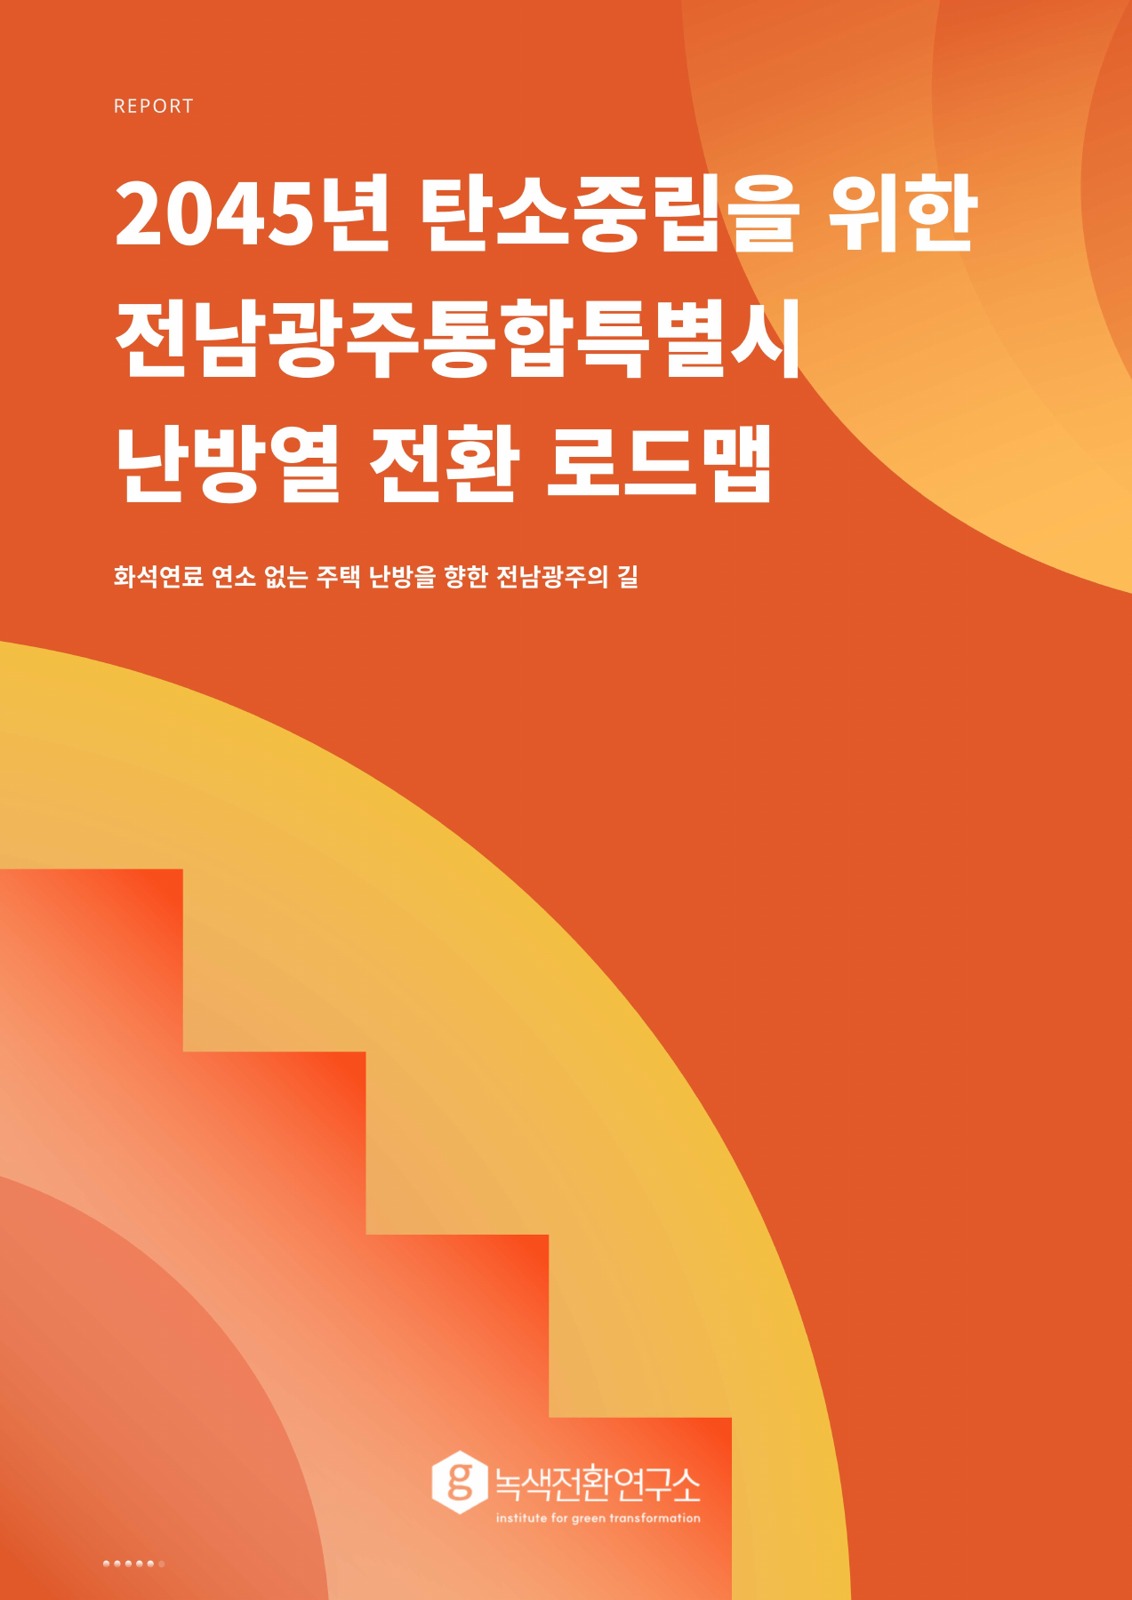 REPORT
2045년 탄소중립을 위한
전남광주통합특별시
난방열 전환 로드맵
화석연료 연소 없는 주택 난방을 향한 전남광주의 길
g 녹색전환연구소
institute for green transformation